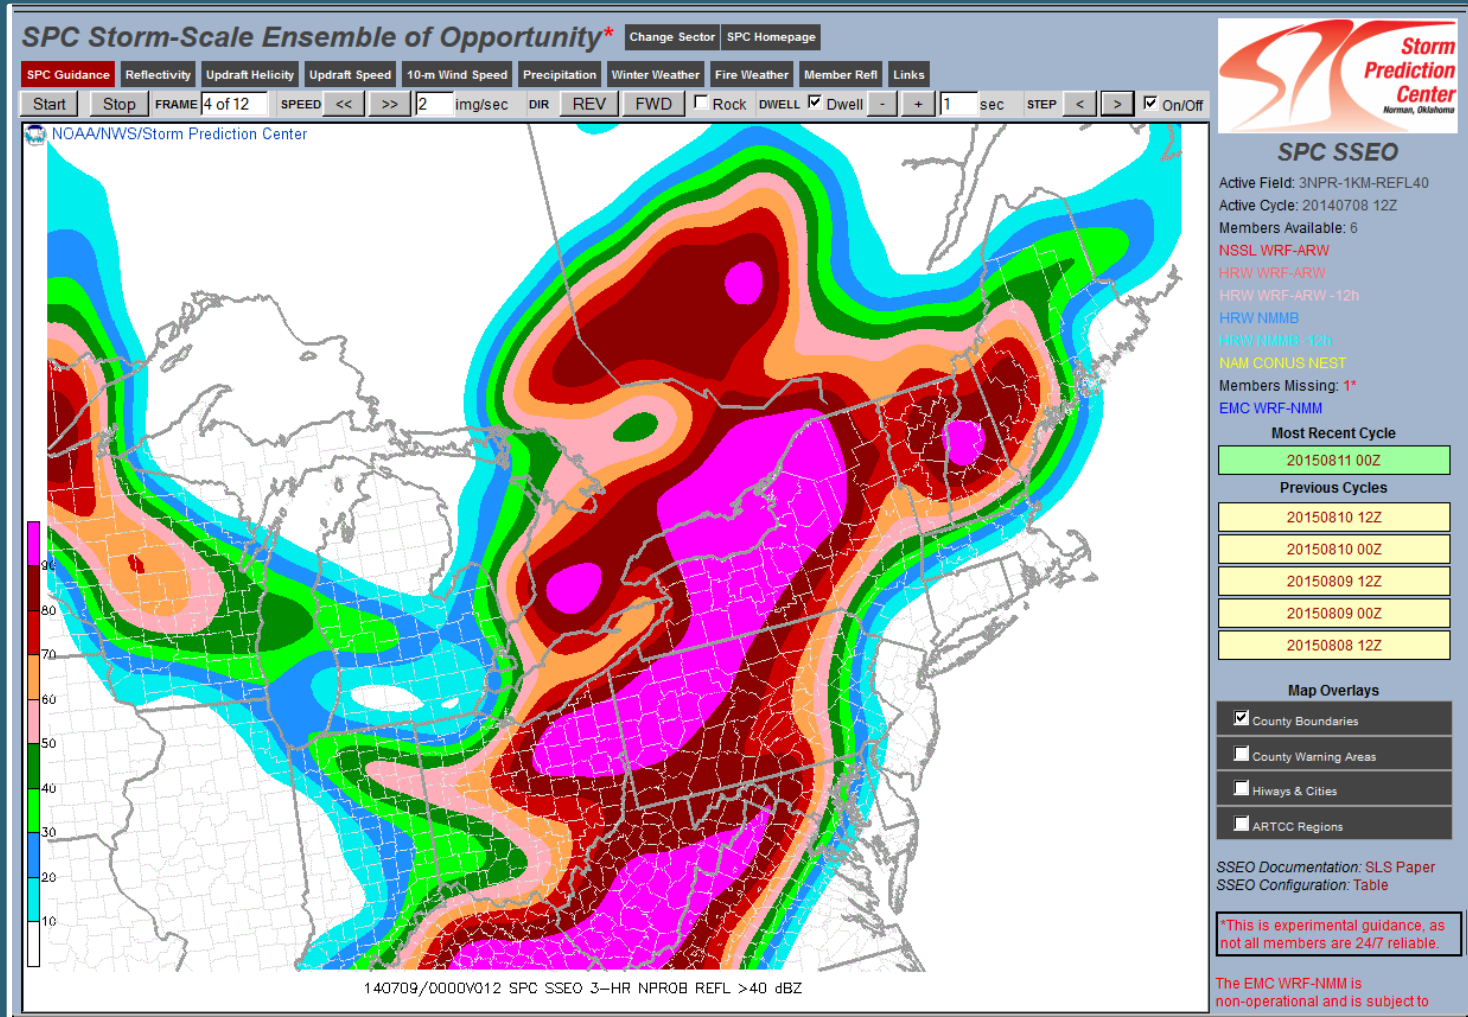 SPC Storm-Scale Ensemble of Opportunity* Change Sector SPC Homepage
SPC Guidance Reflectivity Updraft Helicity Updraft Speed 10-m Wind Speed Precipitation Winter Weather Fire Weather Member Refl Links
Start Stop FRAME 4 of 12 SPEED << >> 2 img/sec DIR REV FWD Rock DWELL Dwell - + 1 sec STEP < > On/Off
NOAA/NWS/Storm Prediction Center
90
80
70
60
50
40
30
20
10
140709/0000V012 SPC SSEO 3-HR NPROB REFL >40 dBZ
Storm
Prediction
Center
Norman, Oklahoma
SPC SSEO
Active Field: 3NPR-1KM-REFL40
Active Cycle: 20140708 12Z
Members Available: 6
NSSL WRF-ARW
HRW WRF-ARW
HRW WRF-ARW -12h
HRW NMMB
HRW NMMB -12h
NAM CONUS NEST
Members Missing: 1*
EMC WRF-NMM
Most Recent Cycle
20150811 00Z
Previous Cycles
20150810 12Z
20150810 00Z
20150809 12Z
20150809 00Z
20150808 12Z
Map Overlays
County Boundaries
County Warning Areas
Hiways & Cities
ARTCC Regions
SSEO Documentation: SLS Paper
SSEO Configuration: Table
*This is experimental guidance, as
not all members are 24/7 reliable.
The EMC WRF-NMM is
non-operational and is subject to